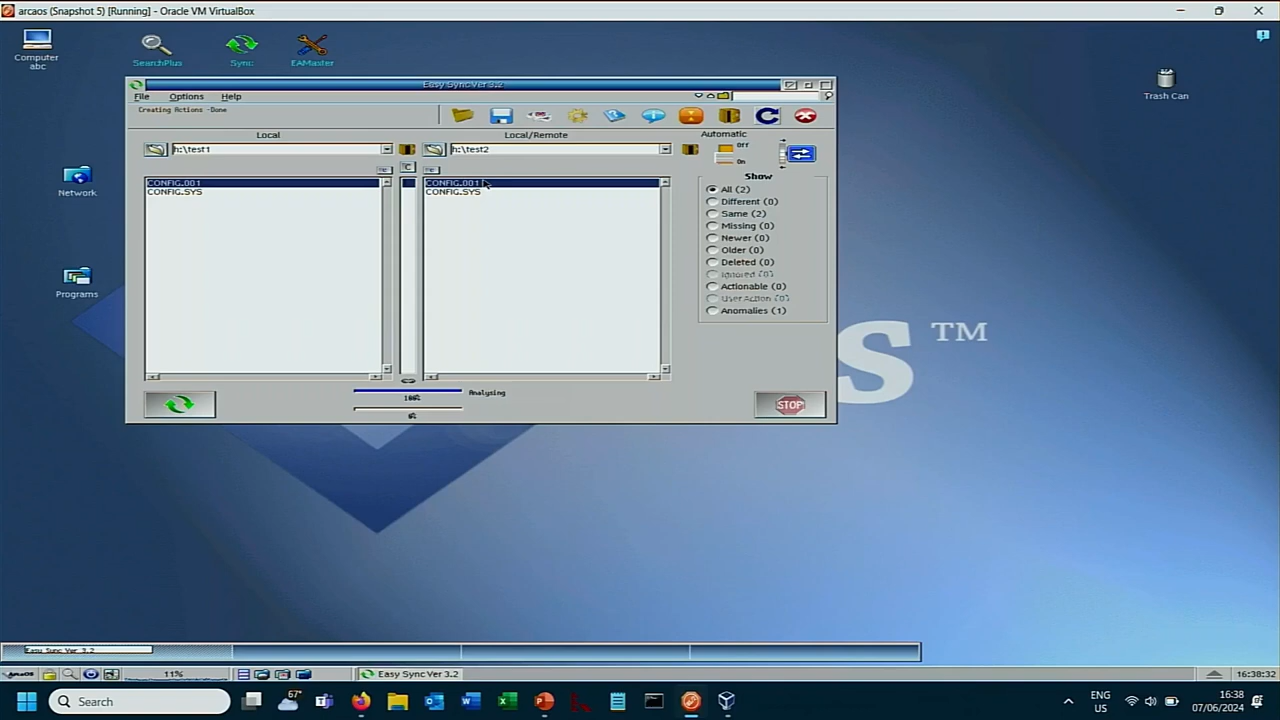 arcaos (Snapshot 5) [Running] - Oracle VM VirtualBox
Computer
abc
SearchPlus
Sync
EAMaster
Trash Can
Network
Programs
Easy Sync Ver 3.2
File Options Help
Creating Actions -Done
Local
Local/Remote
Automatic
Off
On
h:\test1
h:\test2
Show
CONFIG.001
CONFIG.SYS
CONFIG.001
CONFIG.SYS
All (2)
Different (0)
Same (2)
Missing (0)
Newer (0)
Older (0)
Deleted (0)
Ignored (0)
Actionable (0)
User Action (0)
Anomalies (1)
100%
Analysing
0%
STOP
S™
Easy Sync Ver 3.2
11%
Easy Sync Ver 3.2
16:38:32
Search
67°
ENG
US
16:38
07/06/2024